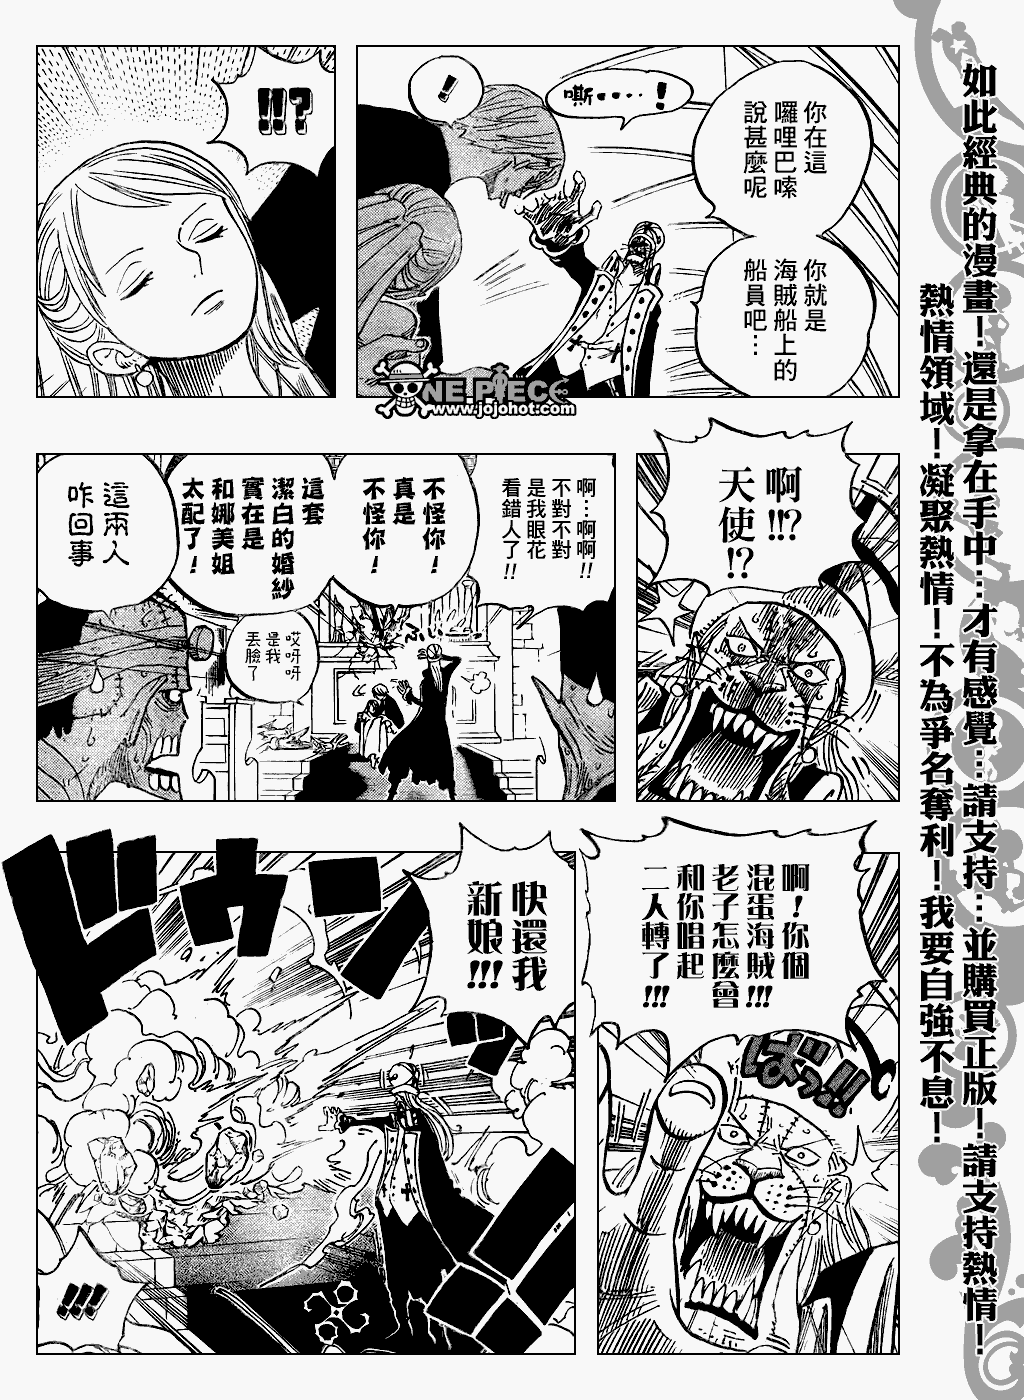 如此經典的漫畫！還是拿在手中…才有感覺…請支持…並購買正版！請支持熱情！
熱情領域！凝聚熱情！不為爭名奪利！我要自強不息！
你在這
囉哩巴嗦
說甚麼呢
你就是
海賊船上的
船員吧…
嘶‥‥！
！
!!?
ONE PIECE
www.jojohot.com
啊!!?
天使!?
啊…啊啊!!
不對不對
是我眼花
看錯人了!!
不怪你！
真是
不怪你！
這套
潔白的婚紗
實在是
和娜美姐
太配了！
哎呀呀
是我
丟臉了
這兩人
咋回事
啊！你個
混蛋海賊!!!
老子怎麼會
和你唱起
二人轉了!!!
ばっ!!
快還我
新娘!!!
ドウン
!!!